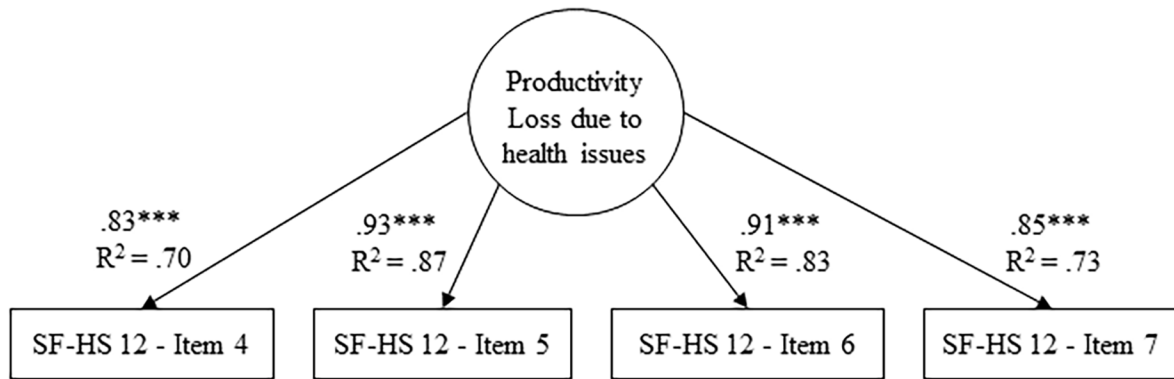 Productivity
Loss due to
health issues
.83***
R² = .70
.93***
R² = .87
.91***
R² = .83
.85***
R² = .73
SF-HS 12 - Item 4
SF-HS 12 - Item 5
SF-HS 12 - Item 6
SF-HS 12 - Item 7